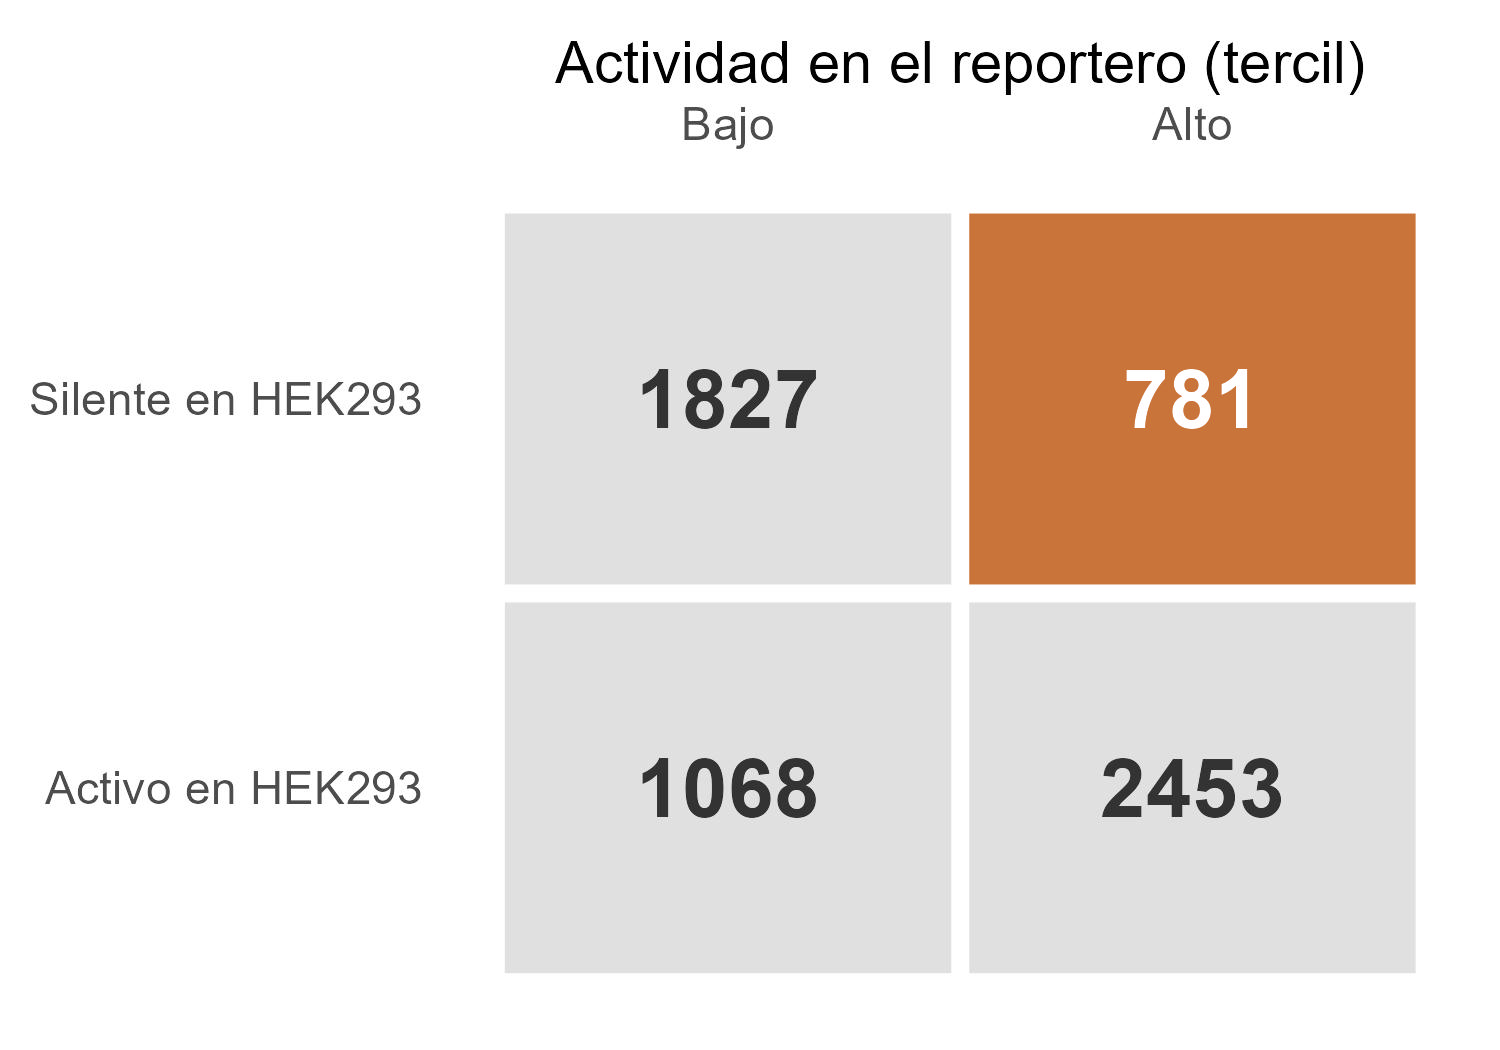 Actividad en el reportero (tercil)
Bajo Alto
Silente en HEK293 1827 781
Activo en HEK293 1068 2453